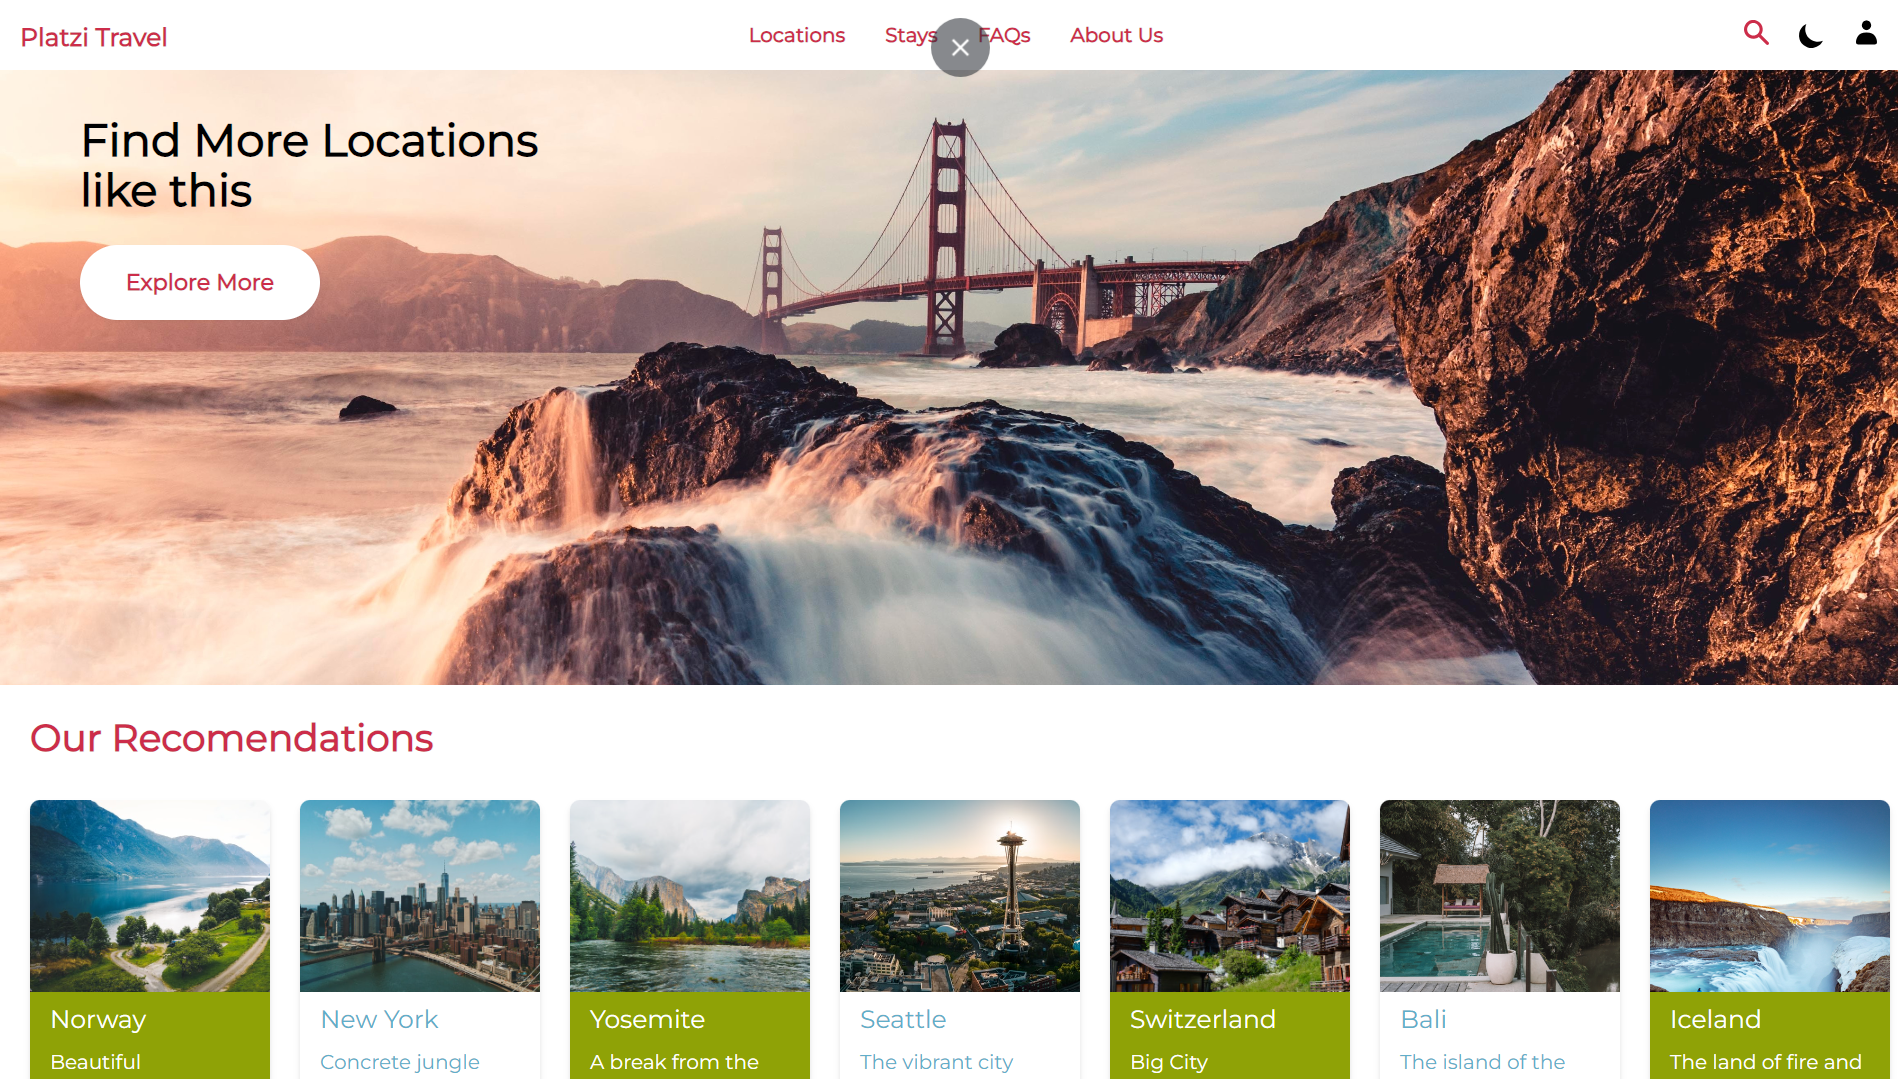 Platzi Travel
Locations Stays FAQs About Us
Find More Locations
like this
Explore More
Our Recomendations
Norway
Beautiful
New York
Concrete jungle
Yosemite
A break from the
Seattle
The vibrant city
Switzerland
Big City
Bali
The island of the
Iceland
The land of fire and